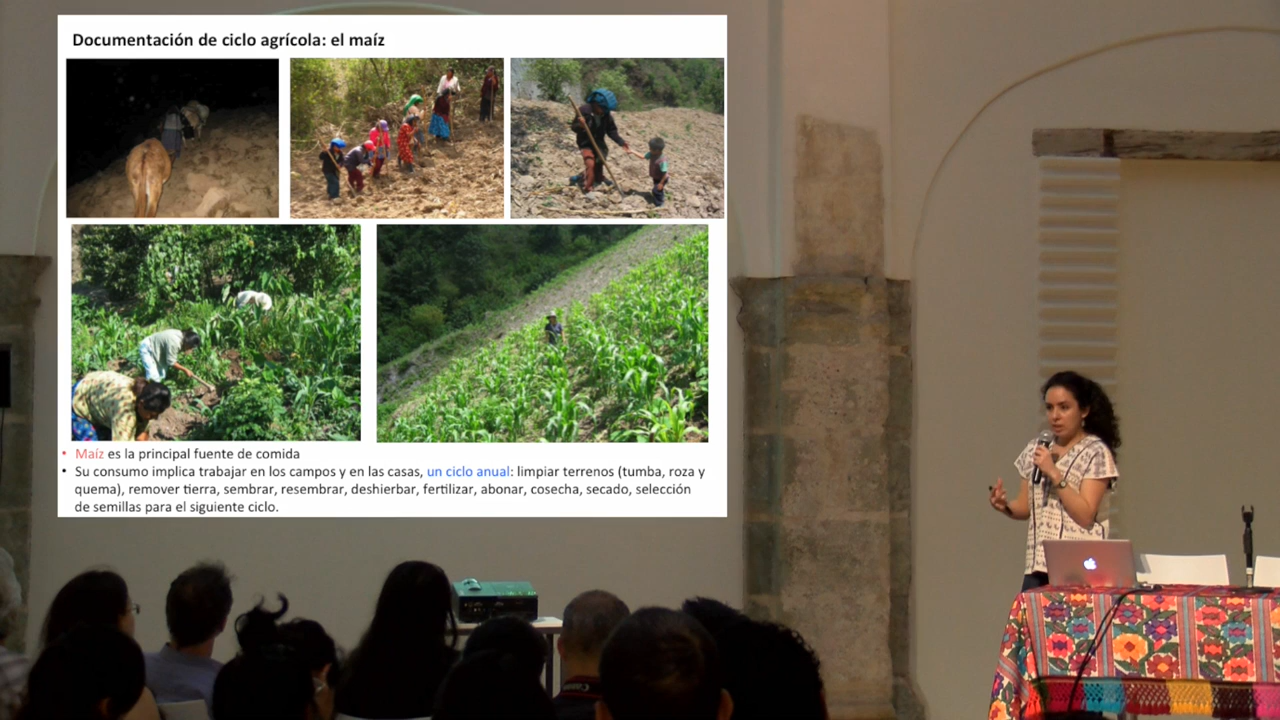 Documentación de ciclo agrícola: el maíz
• Maíz es la principal fuente de comida
• Su consumo implica trabajar en los campos y en las casas, un ciclo anual: limpiar terrenos (tumba, roza y
quema), remover tierra, sembrar, resembrar, deshierbar, fertilizar, abonar, cosecha, secado, selección
de semillas para el siguiente ciclo.